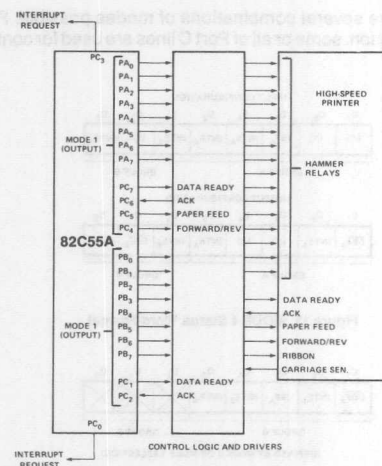 INTERRUPT
REQUEST
PC3
PA0
PA1
PA2
PA3
PA4
PA5
PA6
PA7
MODE 1
(OUTPUT)
PC7 DATA READY
PC6 ACK
PC5 PAPER FEED
PC4 FORWARD/REV
82C55A
PB0
PB1
PB2
PB3
PB4
PB5
PB6
PB7
MODE 1
(OUTPUT)
PC1 DATA READY
PC2 ACK
PC0
INTERRUPT
REQUEST
CONTROL LOGIC AND DRIVERS
HIGH-SPEED
PRINTER
HAMMER
RELAYS
DATA READY
ACK
PAPER FEED
FORWARD/REV
RIBBON
CARRIAGE SEN.